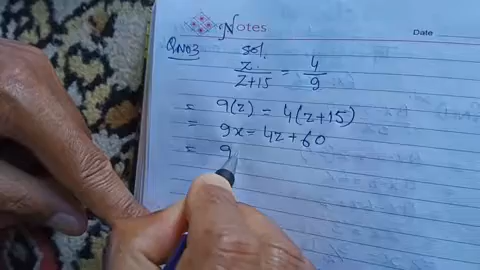 Notes
Date
Q.NO3
Sol.
z/z+15 = 4/9
= 9(z) = 4(z+15)
= 9x = 4z+60
= 9